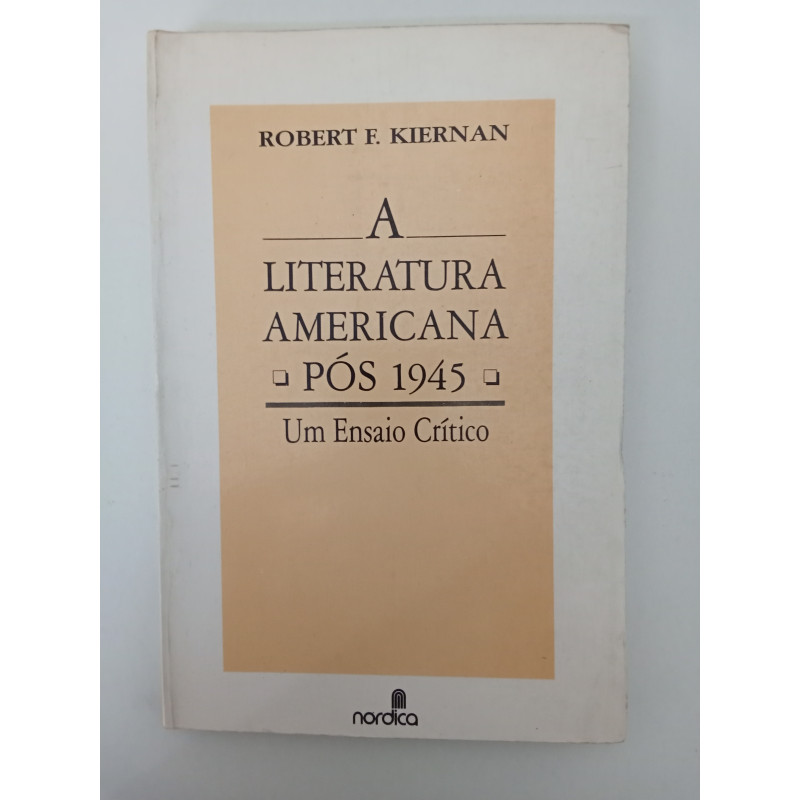 ROBERT F. KIERNAN
A
LITERATURA
AMERICANA
PÓS 1945
Um Ensaio Crítico
nordica